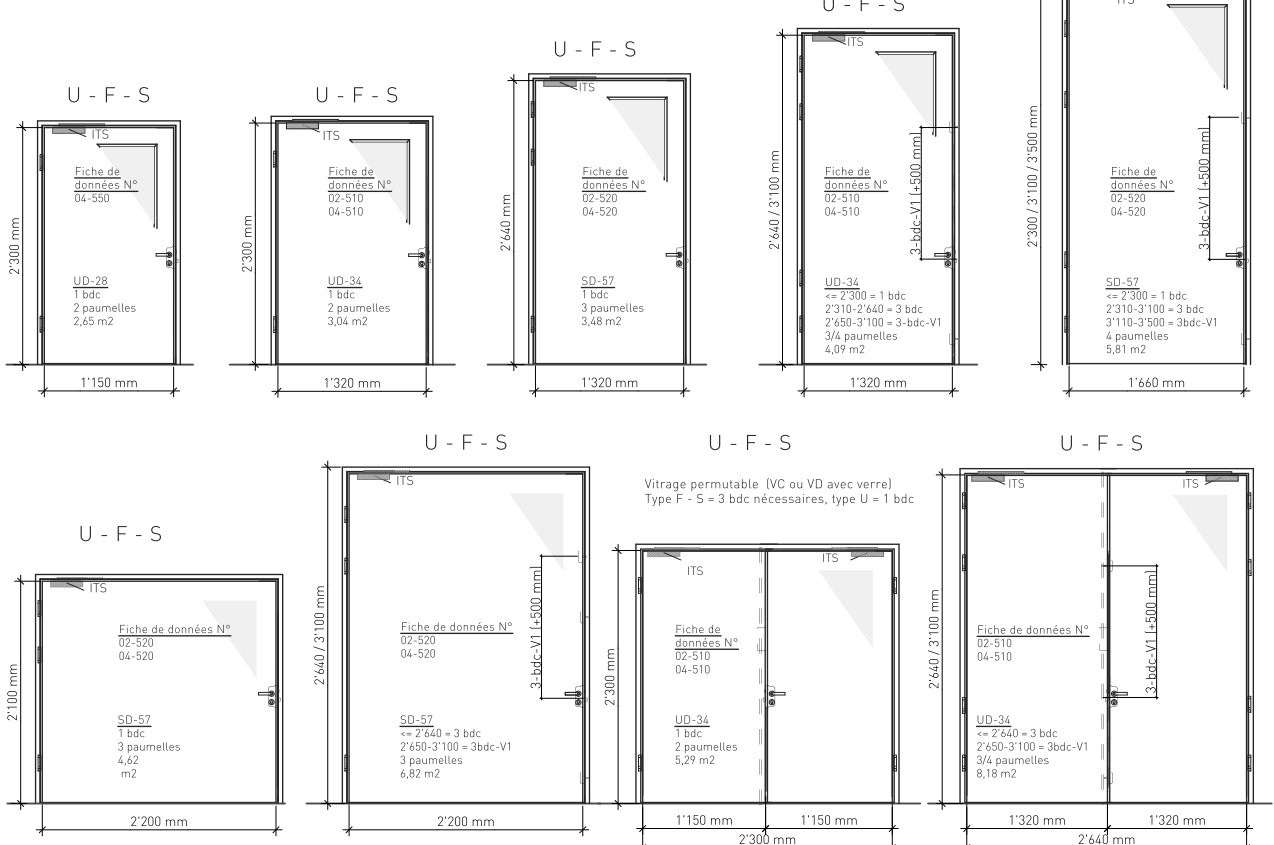 U - F - S
ITS
Fiche de
données N°
04-550
2'300 mm
UD-28
1 bdc
2 paumelles
2,65 m2
1'150 mm
U - F - S
ITS
Fiche de
données N°
02-510
04-510
2'300 mm
UD-34
1 bdc
2 paumelles
3,04 m2
1'320 mm
U - F - S
ITS
Fiche de
données N°
02-520
04-520
2'640 mm
SD-57
1 bdc
3 paumelles
3,48 m2
1'320 mm
U - F - S
ITS
Fiche de
données N°
02-510
04-510
2'640 / 3'100 mm
3-bdc-V1 (+500 mm)
UD-34
<= 2'300 = 1 bdc
2'310-2'640 = 3 bdc
2'650-3'100 = 3-bdc-V1
3/4 paumelles
4,09 m2
1'320 mm
ITS
Fiche de
données N°
02-520
04-520
2'300 / 3'100 / 3'500 mm
3-bdc-V1 (+500 mm)
SD-57
<= 2'300 = 1 bdc
2'310-3'100 = 3 bdc
3'110-3'500 = 3bdc-V1
4 paumelles
5,81 m2
1'660 mm
U - F - S
ITS
Fiche de données N°
02-520
04-520
2'100 mm
SD-57
1 bdc
3 paumelles
4,62
m2
2'200 mm
U - F - S
ITS
Fiche de données N°
02-520
04-520
2'640 / 3'100 mm
3-bdc-V1 (+500 mm)
SD-57
<= 2'640 = 3 bdc
2'650-3'100 = 3bdc-V1
3 paumelles
6,82 m2
2'200 mm
U - F - S
Vitrage permutable (VC ou VD avec verre)
Type F - S = 3 bdc nécessaires, type U = 1 bdc
ITS
ITS
Fiche de
données N°
02-510
04-510
2'300 mm
UD-34
1 bdc
2 paumelles
5,29 m2
1'150 mm
1'150 mm
2'300 mm
U - F - S
ITS
ITS
Fiche de données N°
02-510
04-510
2'640 / 3'100 mm
3-bdc-V1 (+500 mm)
UD-34
<= 2'640 = 3 bdc
2'650-3'100 = 3bdc-V1
3/4 paumelles
8,18 m2
1'320 mm
1'320 mm
2'640 mm